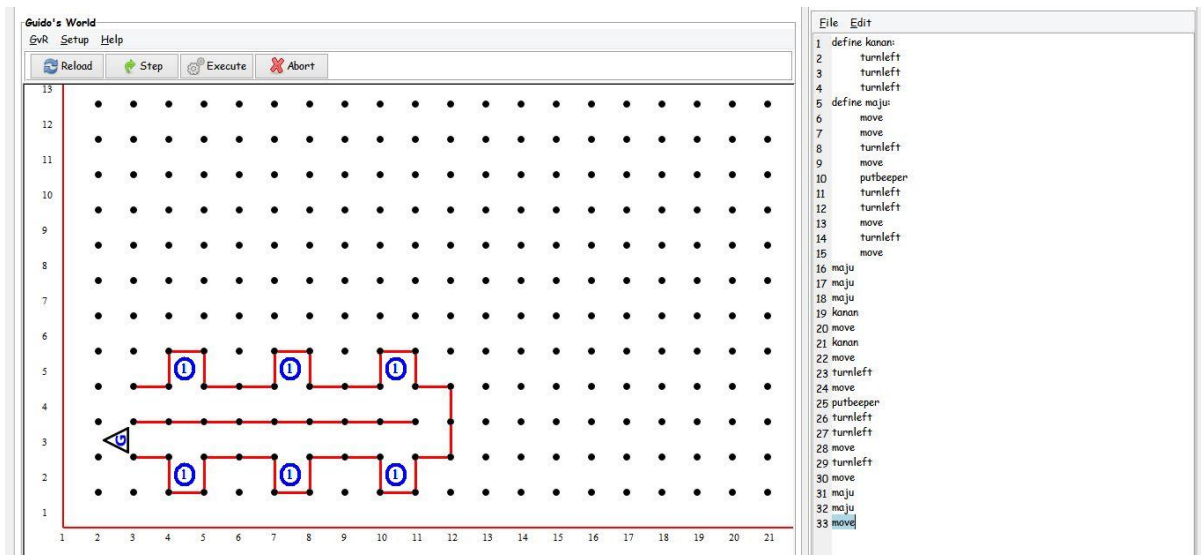 Guido's World
GvR Setup Help
Reload Step Execute Abort
13
12
11
10
9
8
7
6
5
4
3
2
1
1 1 1
G
1 1 1
1 2 3 4 5 6 7 8 9 10 11 12 13 14 15 16 17 18 19 20 21
File Edit
1 define kanan:
2 turnleft
3 turnleft
4 turnleft
5 define maju:
6 move
7 move
8 turnleft
9 move
10 putbeeper
11 turnleft
12 turnleft
13 move
14 turnleft
15 move
16 maju
17 maju
18 maju
19 kanan
20 move
21 kanan
22 move
23 turnleft
24 move
25 putbeeper
26 turnleft
27 turnleft
28 move
29 turnleft
30 move
31 maju
32 maju
33 move